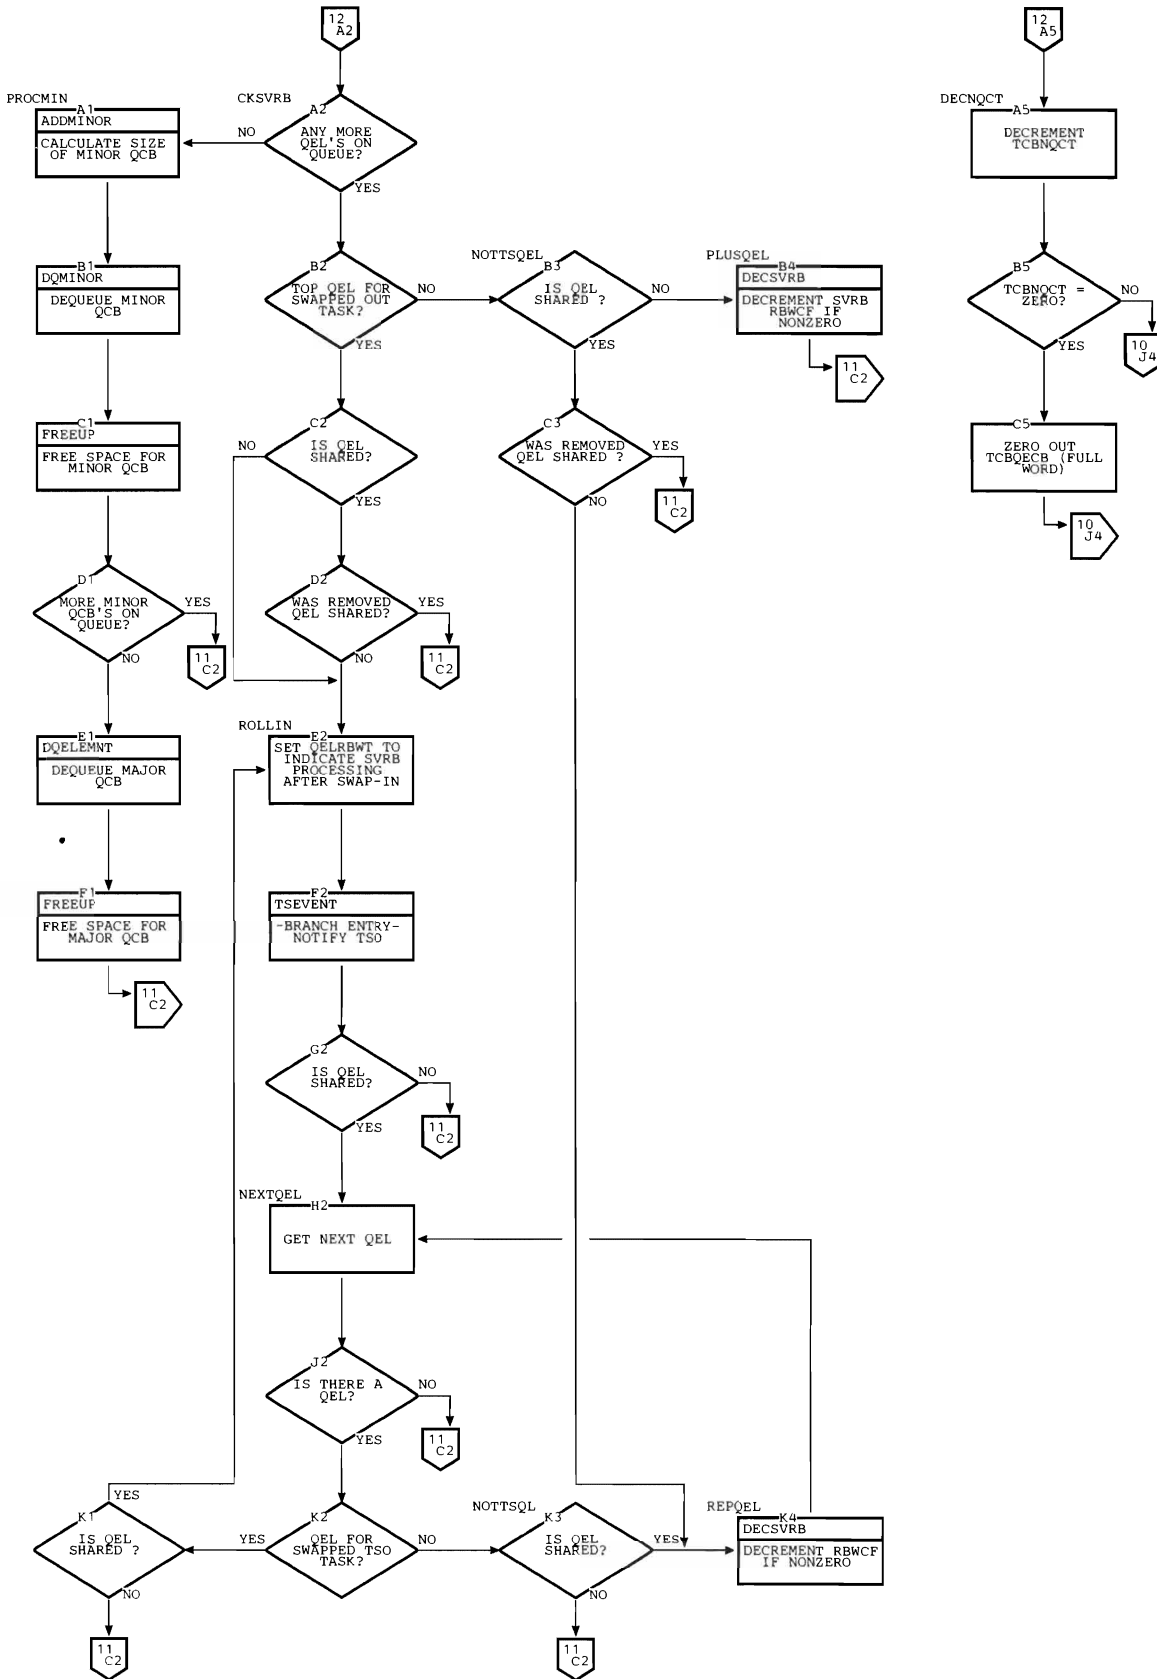 12
A2
12
A5
PROCMIN
A1
ADDMINOR
CALCULATE SIZE
OF MINOR QCB
CKSVRB
A2
ANY MORE
QEL'S ON
QUEUE?
NO
YES
DECNQCT
A5
DECREMENT
TCBNQCT
B1
DQMINOR
DEQUEUE MINOR
QCB
B2
TOP QEL FOR
SWAPPED OUT
TASK?
NO
YES
NOTTSQEL
B3
IS QEL
SHARED ?
NO
YES
PLUSQEL
B4
DECSVRB
DECREMENT SVRB
RBWCF IF
NONZERO
11
C2
B5
TCBNQCT =
ZERO?
NO
YES
10
J4
C1
FREEUP
FREE SPACE FOR
MINOR QCB
C2
IS QEL
SHARED?
NO
YES
C3
WAS REMOVED
QEL SHARED ?
YES
NO
11
C2
C5
ZERO OUT
TCBQECB (FULL
WORD)
10
J4
D1
MORE MINOR
QCB'S ON
QUEUE?
YES
NO
11
C2
D2
WAS REMOVED
QEL SHARED?
YES
NO
11
C2
E1
DQELEMNT
DEQUEUE MAJOR
QCB
ROLLIN
E2
SET QELRBWT TO
INDICATE SVRB
PROCESSING
AFTER SWAP-IN
F1
FREEUP
FREE SPACE FOR
MAJOR QCB
11
C2
F2
TSEVENT
-BRANCH ENTRY-
NOTIFY TSO
G2
IS QEL
SHARED?
NO
YES
11
C2
NEXTQEL
H2
GET NEXT QEL
J2
IS THERE A
QEL?
NO
YES
11
C2
K1
IS QEL
SHARED ?
YES
NO
11
C2
K2
QEL FOR
SWAPPED TSO
TASK?
YES
NO
NOTTSQL
K3
IS QEL
SHARED?
YES
NO
11
C2
REPQEL
K4
DECSVRB
DECREMENT RBWCF
IF NONZERO